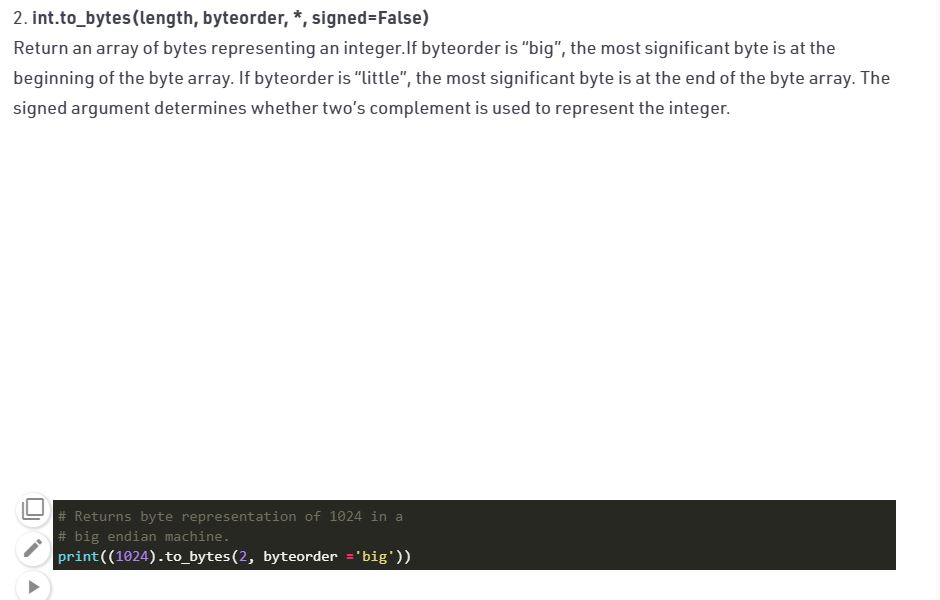 2. int.to_bytes(length, byteorder, *, signed=False)
Return an array of bytes representing an integer.If byteorder is “big”, the most significant byte is at the
beginning of the byte array. If byteorder is “little”, the most significant byte is at the end of the byte array. The
signed argument determines whether two’s complement is used to represent the integer.
# Returns byte representation of 1024 in a
# big endian machine.
print((1024).to_bytes(2, byteorder ='big'))